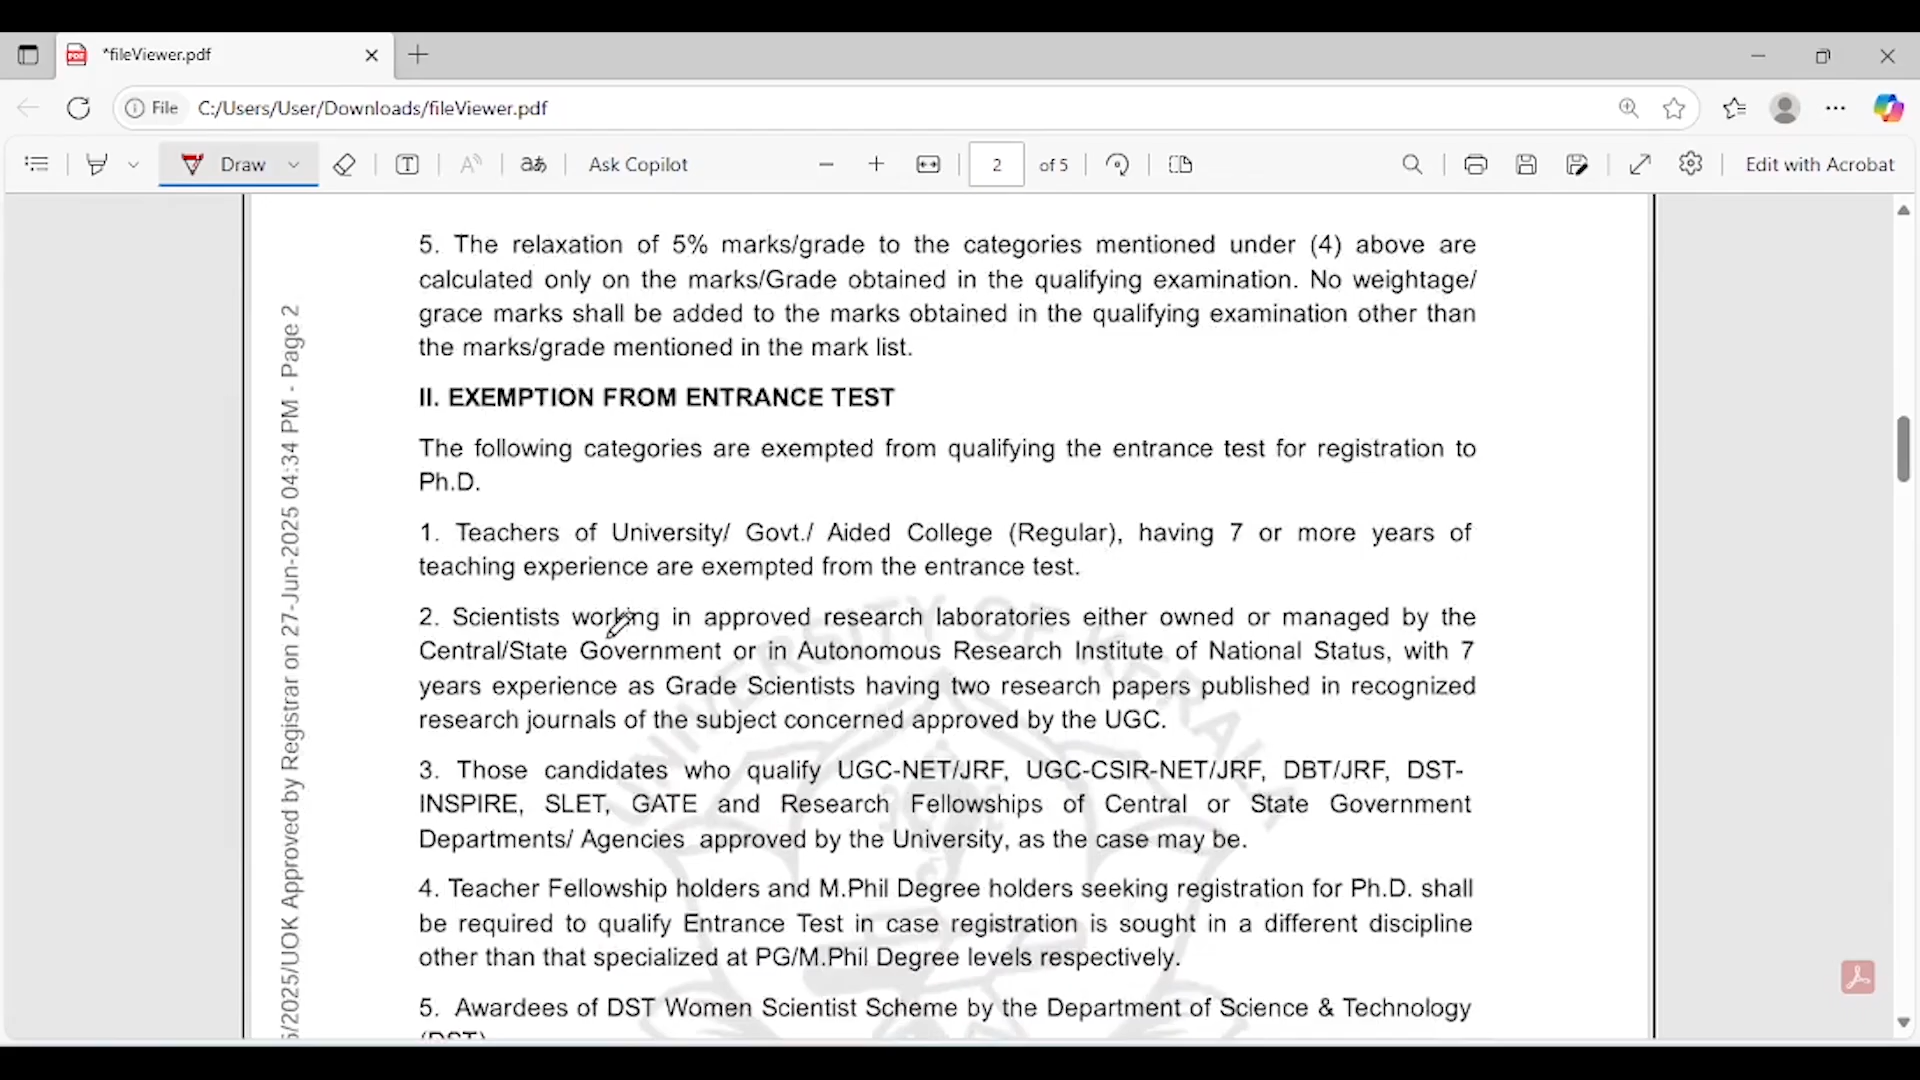 *fileViewer.pdf
File C:/Users/User/Downloads/fileViewer.pdf
Draw
Ask Copilot
2 of 5
Edit with Acrobat
5. The relaxation of 5% marks/grade to the categories mentioned under (4) above are
calculated only on the marks/Grade obtained in the qualifying examination. No weightage/
grace marks shall be added to the marks obtained in the qualifying examination other than
the marks/grade mentioned in the mark list.
II. EXEMPTION FROM ENTRANCE TEST
The following categories are exempted from qualifying the entrance test for registration to
Ph.D.
1. Teachers of University/ Govt./ Aided College (Regular), having 7 or more years of
teaching experience are exempted from the entrance test.
2. Scientists working in approved research laboratories either owned or managed by the
Central/State Government or in Autonomous Research Institute of National Status, with 7
years experience as Grade Scientists having two research papers published in recognized
research journals of the subject concerned approved by the UGC.
3. Those candidates who qualify UGC-NET/JRF, UGC-CSIR-NET/JRF, DBT/JRF, DST-
INSPIRE, SLET, GATE and Research Fellowships of Central or State Government
Departments/ Agencies approved by the University, as the case may be.
4. Teacher Fellowship holders and M.Phil Degree holders seeking registration for Ph.D. shall
be required to qualify Entrance Test in case registration is sought in a different discipline
other than that specialized at PG/M.Phil Degree levels respectively.
5. Awardees of DST Women Scientist Scheme by the Department of Science & Technology
(DST)
5/2025/UOK Approved by Registrar on 27-Jun-2025 04:34 PM - Page 2
UNIVERSITY OF KERALA